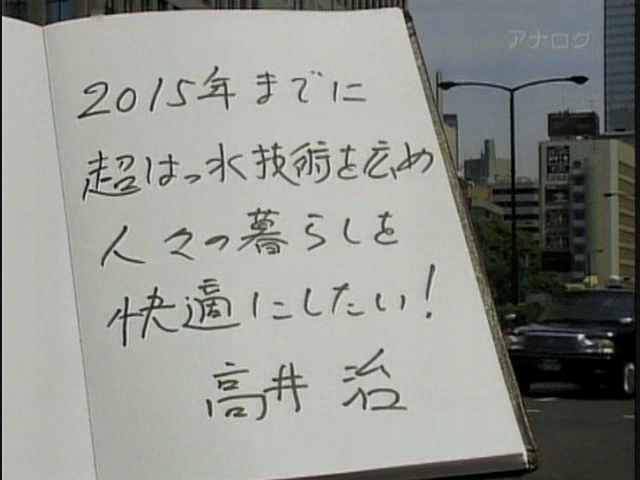 アナログ
2015年までに
超はっ水技術を広め
人々の暮らしを
快適にしたい!
高井 治